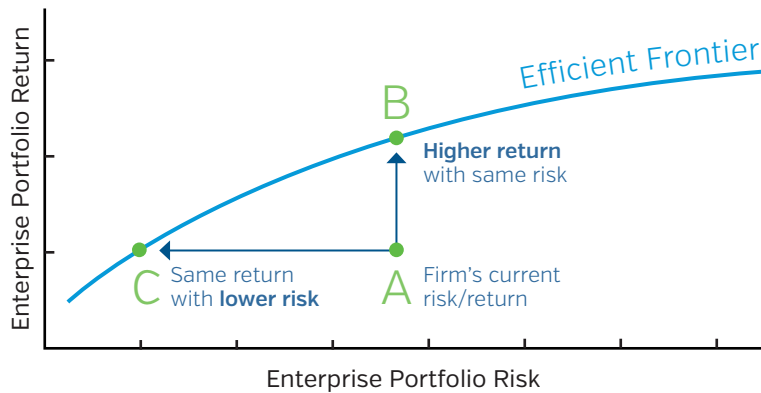 Enterprise Portfolio Return
Efficient Frontier
B
Higher return
with same risk
C
Same return
with lower risk
A
Firm's current
risk/return
Enterprise Portfolio Risk